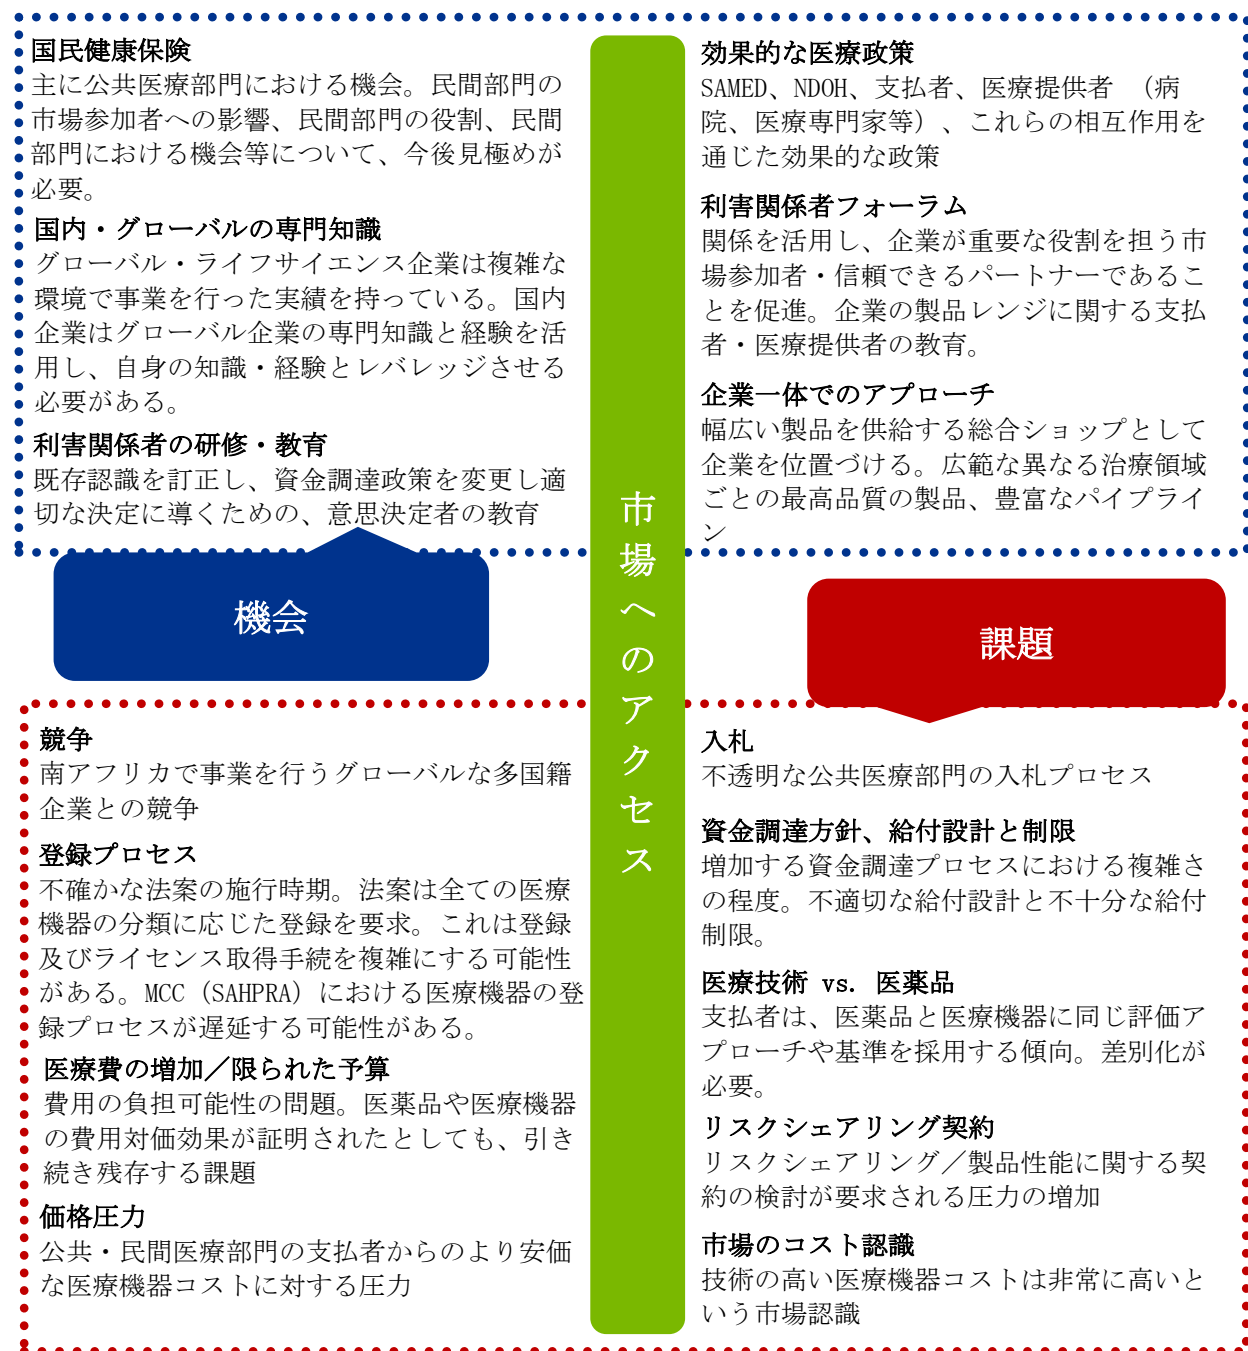 国民健康保険
主に公共医療部門における機会。民間部門の
市場参加者への影響、民間部門の役割、民間
部門における機会等について、今後見極めが
必要。
国内・グローバルの専門知識
グローバル・ライフサイエンス企業は複雑な
環境で事業を行った実績を持っている。国内
企業はグローバル企業の専門知識と経験を活
用し、自身の知識・経験とレバレッジさせる
必要がある。
利害関係者の研修・教育
既存認識を訂正し、資金調達政策を変更し適
切な決定に導くための、意思決定者の教育
効果的な医療政策
SAMED、NDOH、支払者、医療提供者 （病
院、医療専門家等）、これらの相互作用を
通じた効果的な政策
利害関係者フォーラム
関係を活用し、企業が重要な役割を担う市
場参加者・信頼できるパートナーであるこ
とを促進。企業の製品レンジに関する支払
者・医療提供者の教育。
企業一体でのアプローチ
幅広い製品を供給する総合ショップとして
企業を位置づける。広範な異なる治療領域
ごとの最高品質の製品、豊富なパイプライ
ン
機会
市場へのアクセス
課題
競争
南アフリカで事業を行うグローバルな多国籍
企業との競争
登録プロセス
不確かな法案の施行時期。法案は全ての医療
機器の分類に応じた登録を要求。これは登録
及びライセンス取得手続を複雑にする可能性
がある。MCC（SAHPRA）における医療機器の登
録プロセスが遅延する可能性がある。
医療費の増加／限られた予算
費用の負担可能性の問題。医薬品や医療機器
の費用対価効果が証明されたとしても、引き
続き残存する課題
価格圧力
公共・民間医療部門の支払者からのより安価
な医療機器コストに対する圧力
入札
不透明な公共医療部門の入札プロセス
資金調達方針、給付設計と制限
増加する資金調達プロセスにおける複雑さ
の程度。不適切な給付設計と不十分な給付
制限。
医療技術 vs. 医薬品
支払者は、医薬品と医療機器に同じ評価ア
プローチや基準を採用する傾向。差別化が
必要。
リスクシェアリング契約
リスクシェアリング／製品性能に関する契
約の検討が要求される圧力の増加
市場のコスト認識
技術の高い医療機器コストは非常に高いと
いう市場認識